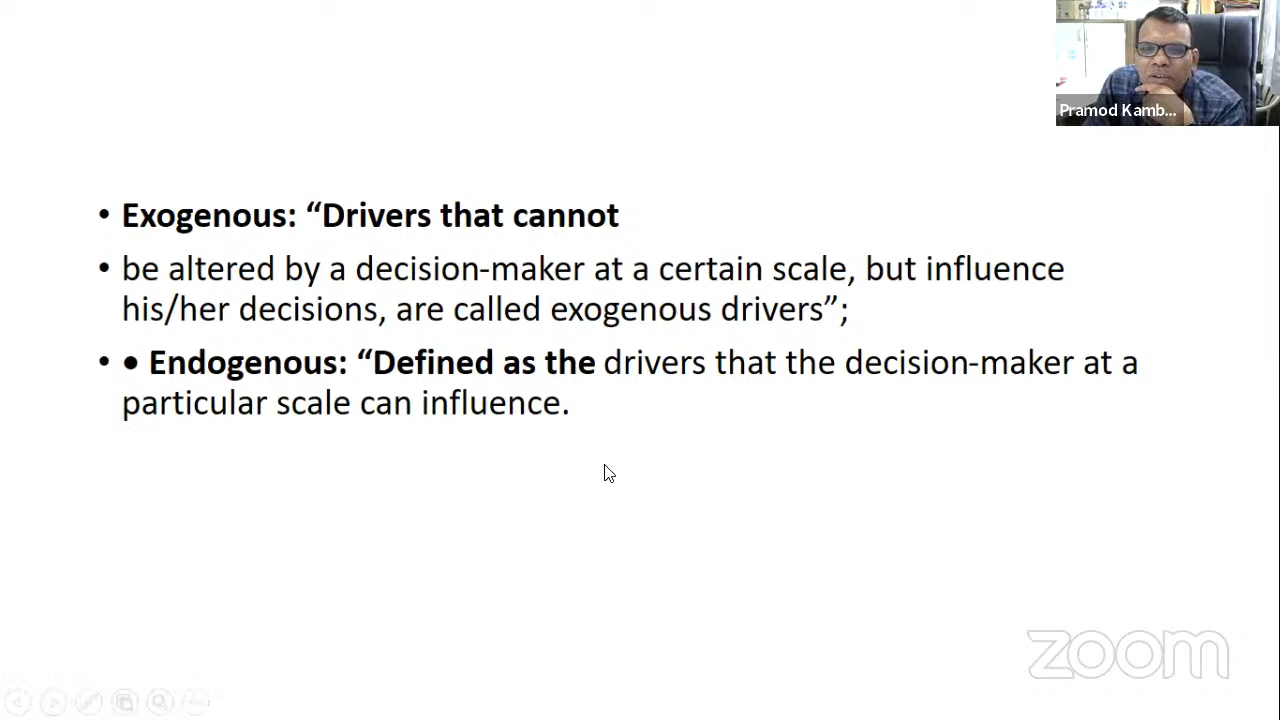 Pramod Kamb...
• Exogenous: “Drivers that cannot
• be altered by a decision-maker at a certain scale, but influence
his/her decisions, are called exogenous drivers”;
• • Endogenous: “Defined as the drivers that the decision-maker at a
particular scale can influence.
zoom